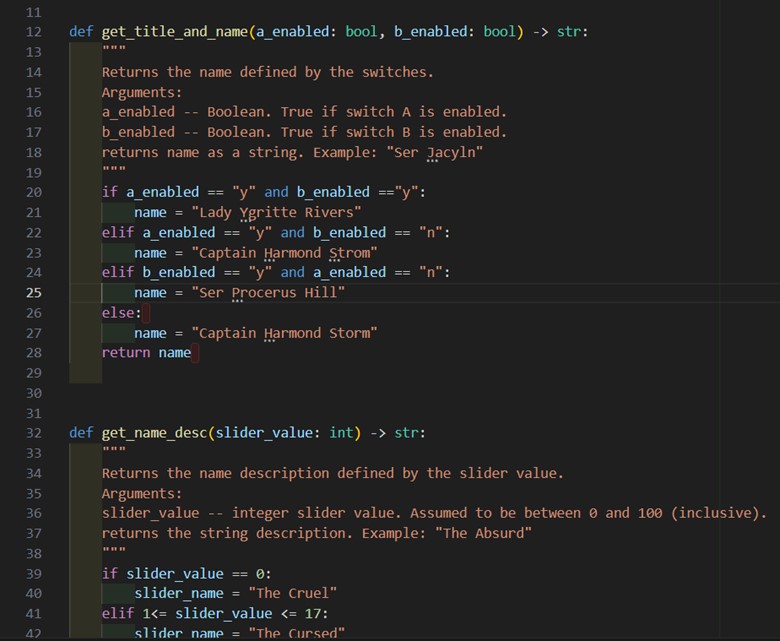 11
12 def get_title_and_name(a_enabled: bool, b_enabled: bool) -> str:
13 """
14 Returns the name defined by the switches.
15 Arguments:
16 a_enabled -- Boolean. True if switch A is enabled.
17 b_enabled -- Boolean. True if switch B is enabled.
18 returns name as a string. Example: "Ser Jacyln"
19 """
20 if a_enabled == "y" and b_enabled =="y":
21 name = "Lady Ygritte Rivers"
22 elif a_enabled == "y" and b_enabled == "n":
23 name = "Captain Harmond Strom"
24 elif b_enabled == "y" and a_enabled == "n":
25 name = "Ser Procerus Hill"
26 else:
27 name = "Captain Harmond Storm"
28 return name
29
30
31
32 def get_name_desc(slider_value: int) -> str:
33 """
34 Returns the name description defined by the slider value.
35 Arguments:
36 slider_value -- integer slider value. Assumed to be between 0 and 100 (inclusive).
37 returns the string description. Example: "The Absurd"
38 """
39 if slider_value == 0:
40 slider_name = "The Cruel"
41 elif 1<= slider_value <= 17:
42 slider_name = "The Cursed"